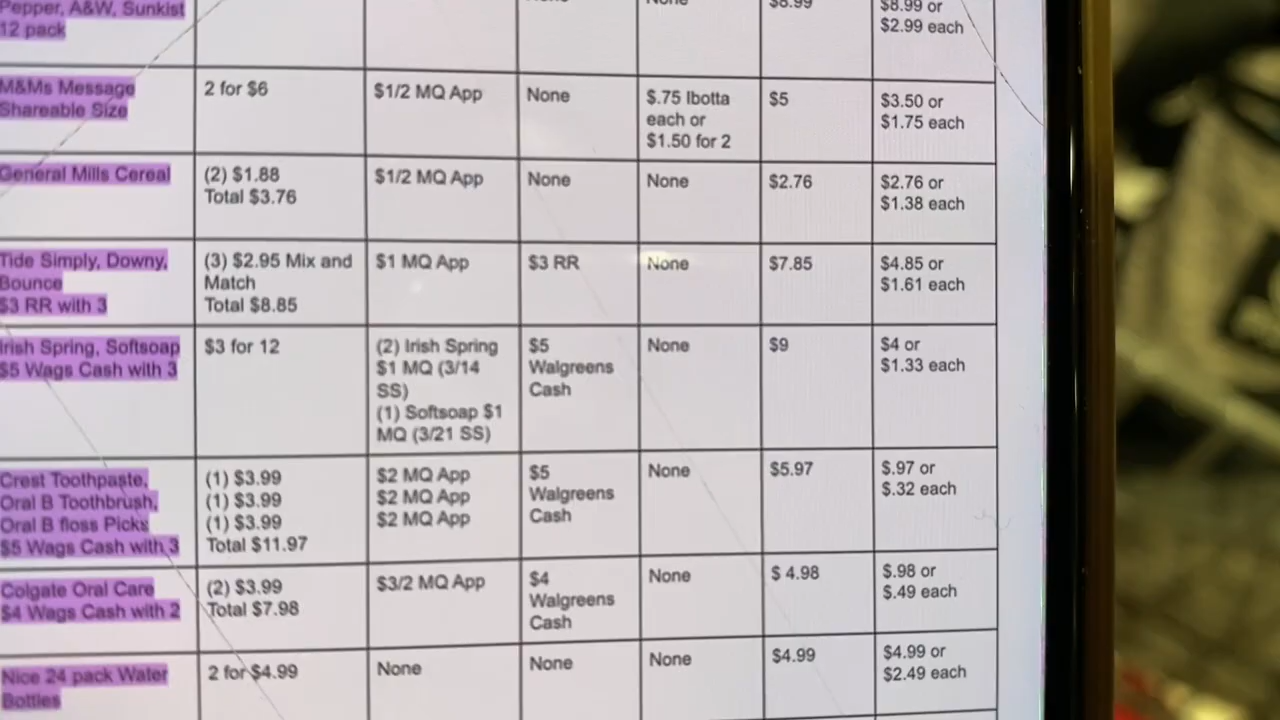 Pepper, A&W, Sunkist
12 pack
None
None
$8.99
$8.99 or
$2.99 each
M&Ms Message
Shareable Size
2 for $6
$1/2 MQ App
None
$.75 Ibotta
each or
$1.50 for 2
$5
$3.50 or
$1.75 each
General Mills Cereal
(2) $1.88
Total $3.76
$1/2 MQ App
None
None
$2.76
$2.76 or
$1.38 each
Tide Simply, Downy,
Bounce
$3 RR with 3
(3) $2.95 Mix and
Match
Total $8.85
$1 MQ App
$3 RR
None
$7.85
$4.85 or
$1.61 each
Irish Spring, Softsoap
$5 Wags Cash with 3
$3 for 12
(2) Irish Spring
$1 MQ (3/14
SS)
(1) Softsoap $1
MQ (3/21 SS)
$5
Walgreens
Cash
None
$9
$4 or
$1.33 each
Crest Toothpaste,
Oral B Toothbrush,
Oral B floss Picks
$5 Wags Cash with 3
(1) $3.99
(1) $3.99
(1) $3.99
Total $11.97
$2 MQ App
$2 MQ App
$2 MQ App
$5
Walgreens
Cash
None
$5.97
$.97 or
$.32 each
Colgate Oral Care
$4 Wags Cash with 2
(2) $3.99
Total $7.98
$3/2 MQ App
$4
Walgreens
Cash
None
$ 4.98
$.98 or
$.49 each
Nice 24 pack Water
Bottles
2 for $4.99
None
None
None
$4.99
$4.99 or
$2.49 each